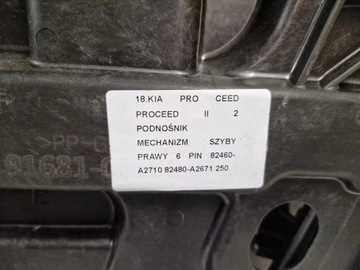 18.KIA PRO CEED
PROCEED II 2
PODNOŚNIK
MECHANIZM SZYBY
PRAWY 6 PIN 82460-
A2710 82480-A2671 250
>PP-